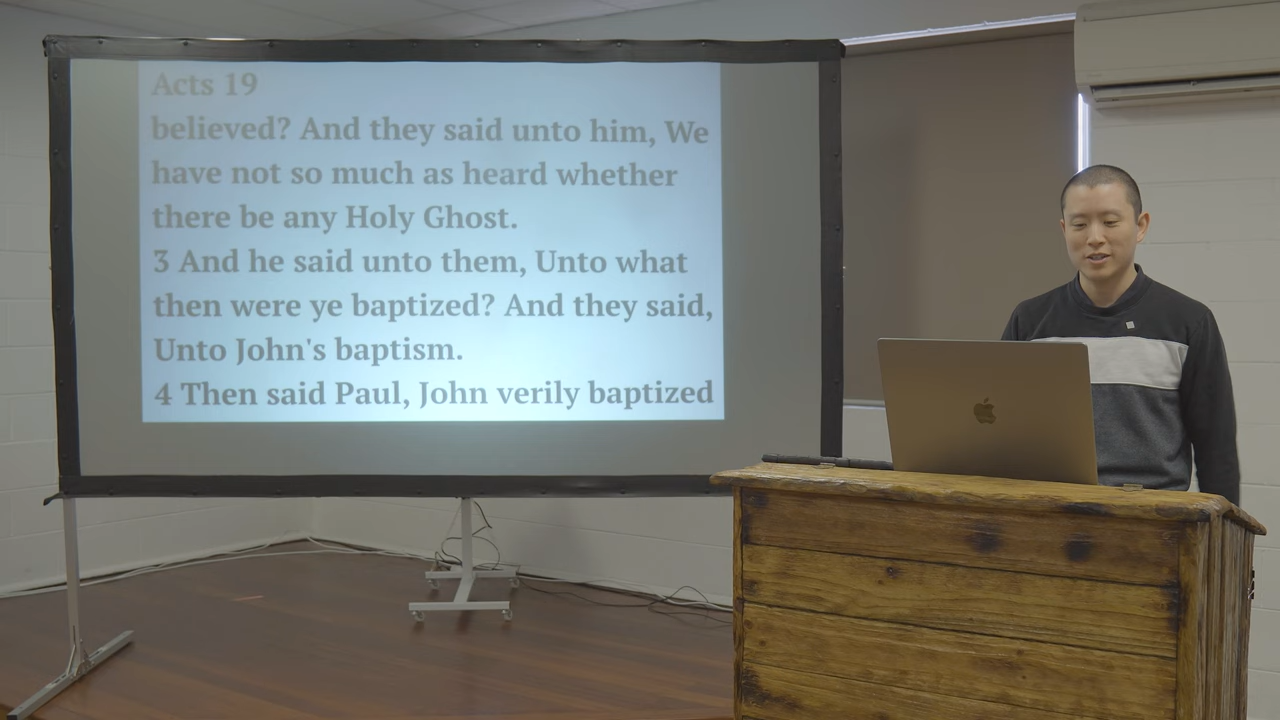 Acts 19
believed? And they said unto him, We
have not so much as heard whether
there be any Holy Ghost.
3 And he said unto them, Unto what
then were ye baptized? And they said,
Unto John's baptism.
4 Then said Paul, John verily baptized